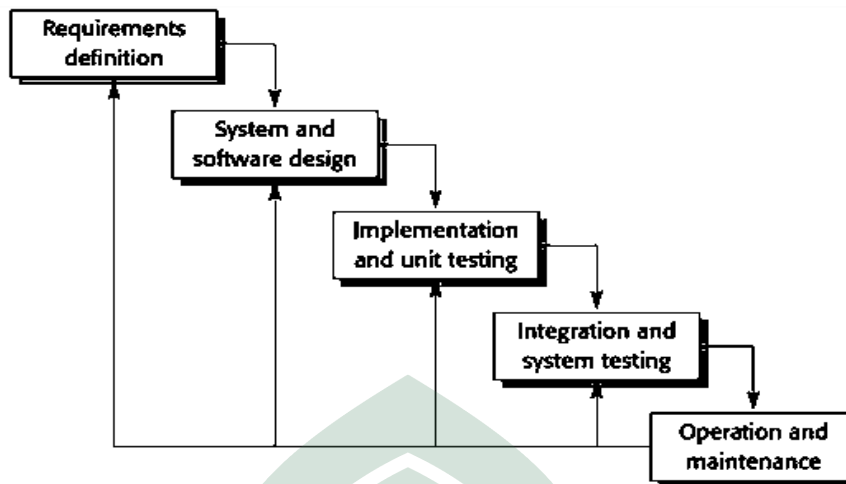 Requirements
definition
System and
software design
Implementation
and unit testing
Integration and
system testing
Operation and
maintenance